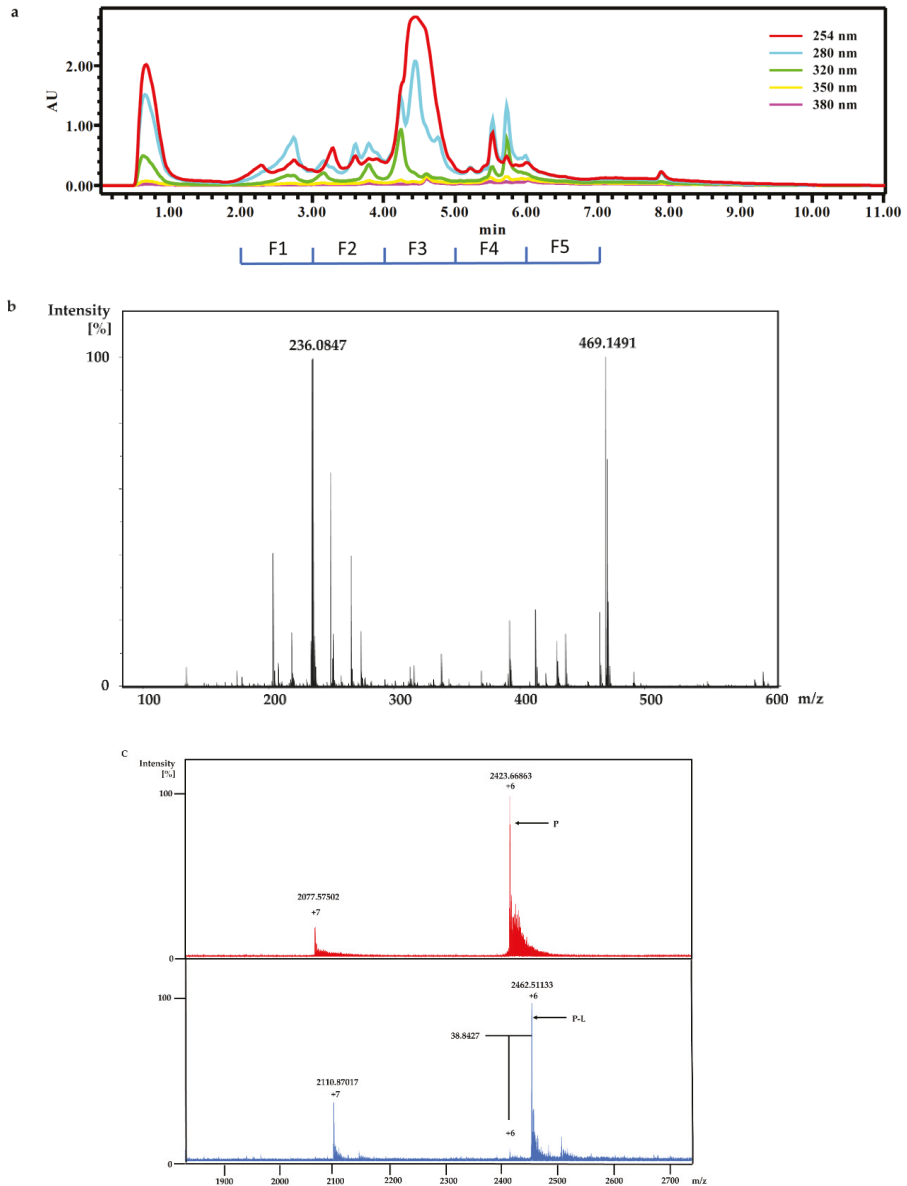 a
2.00
1.00
0.00
AU
254 nm
280 nm
320 nm
350 nm
380 nm
1.00 2.00 3.00 4.00 5.00 6.00 7.00 8.00 9.00 10.00 11.00
min
F1 F2 F3 F4 F5
b
Intensity
[%]
236.0847 469.1491
100
0
100 200 300 400 500 600 m/z
c
Intensity
[%]
2423.66863
+6
100
P
2077.57502
+7
0
2462.51133
+6
100
P-L
38.8427
2110.87017
+7
+6
0
1900 2000 2100 2200 2300 2400 2500 2600 2700 m/z